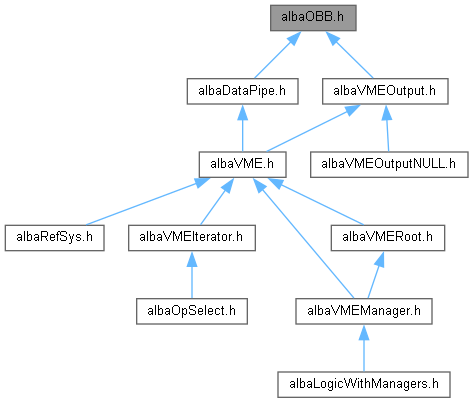 albaOBB.h
albaDataPipe.h
albaVMEOutput.h
albaVME.h
albaVMEOutputNULL.h
albaRefSys.h
albaVMEIterator.h
albaVMERoot.h
albaOpSelect.h
albaVMEManager.h
albaLogicWithManagers.h